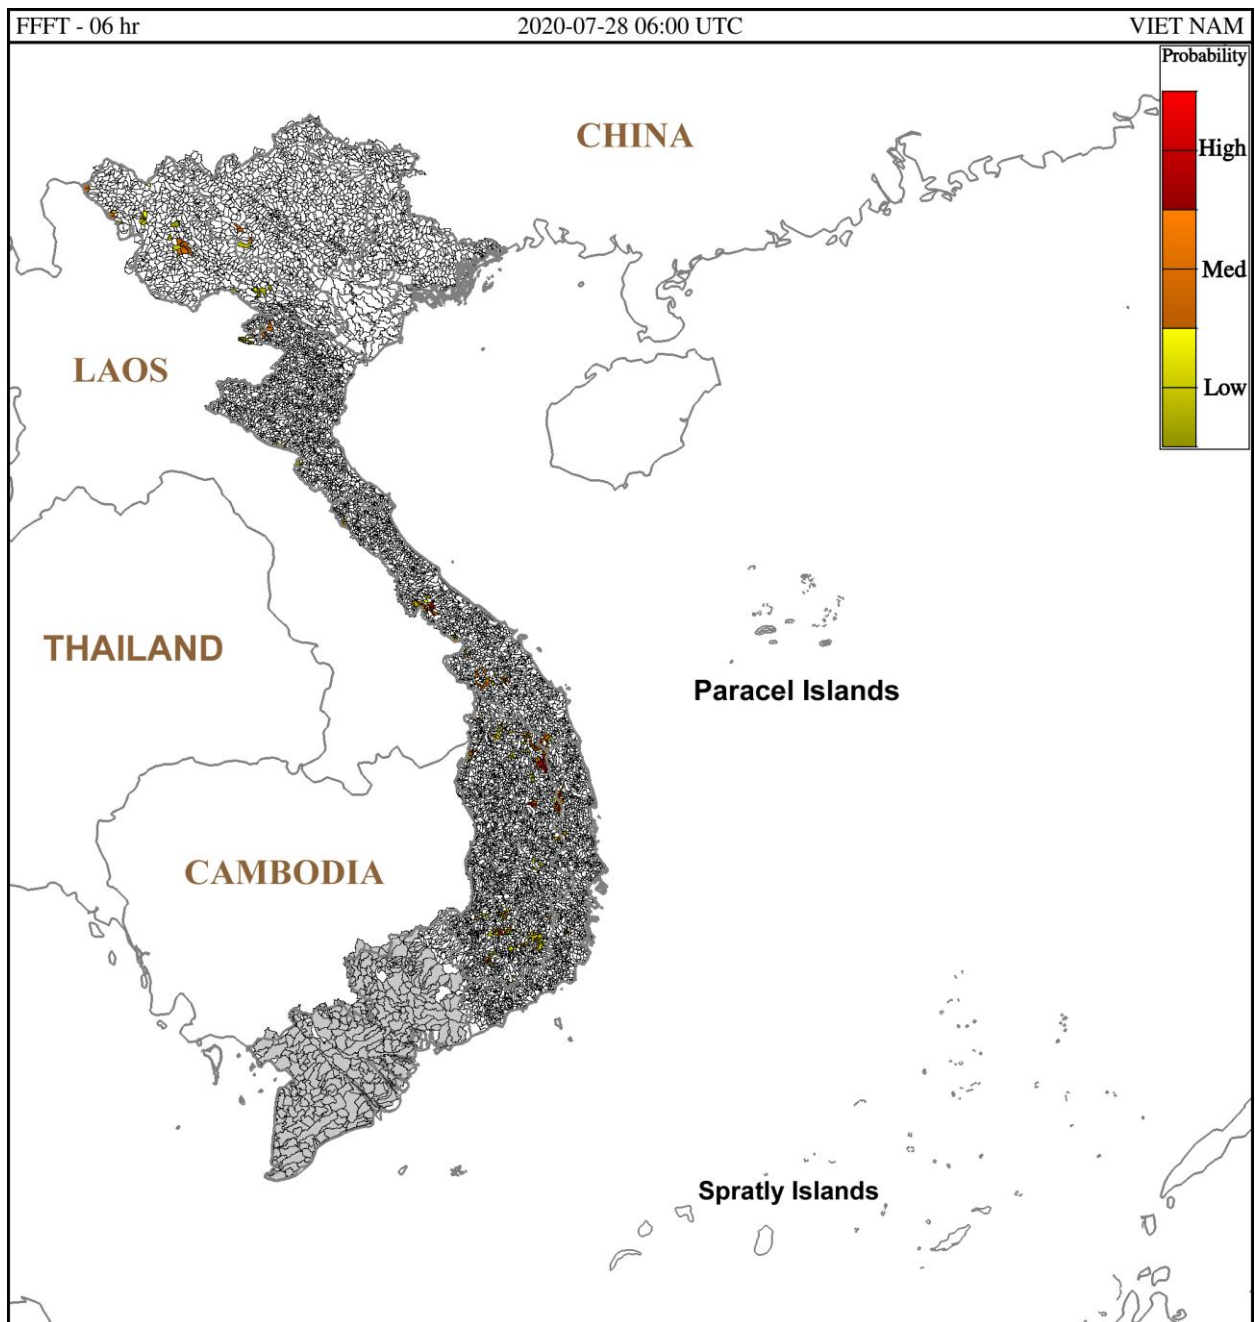 FFFT - 06 hr 2020-07-28 06:00 UTC VIET NAM
Probability
CHINA
High
Med
LAOS
Low
THAILAND
Paracel Islands
CAMBODIA
Spratly Islands